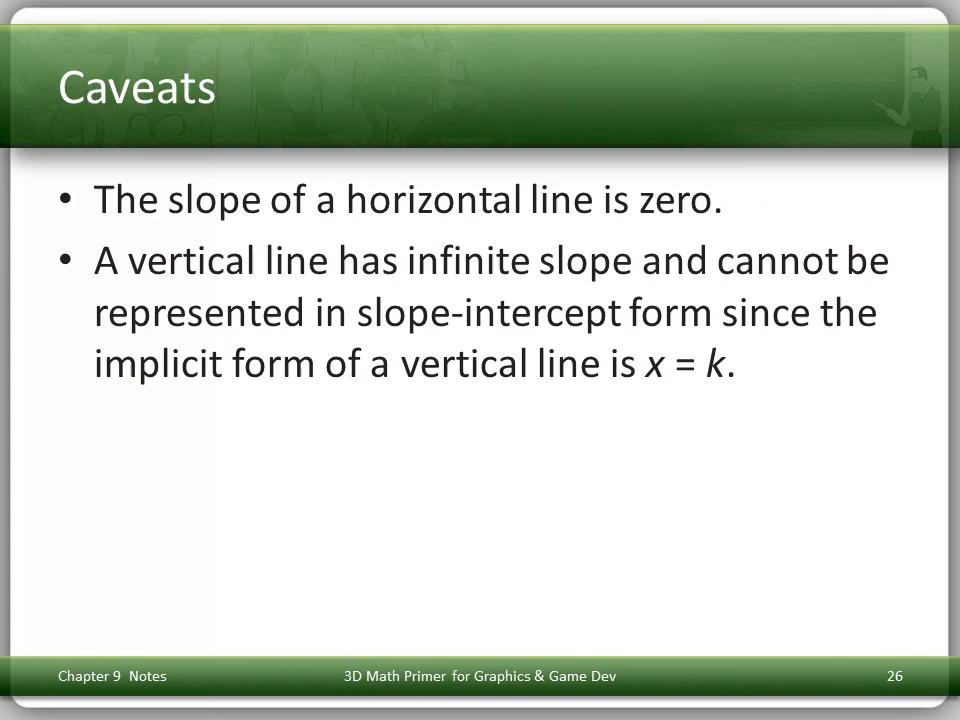 Caveats
• The slope of a horizontal line is zero.
• A vertical line has infinite slope and cannot be
represented in slope-intercept form since the
implicit form of a vertical line is x = k.
Chapter 9 Notes
3D Math Primer for Graphics & Game Dev
26